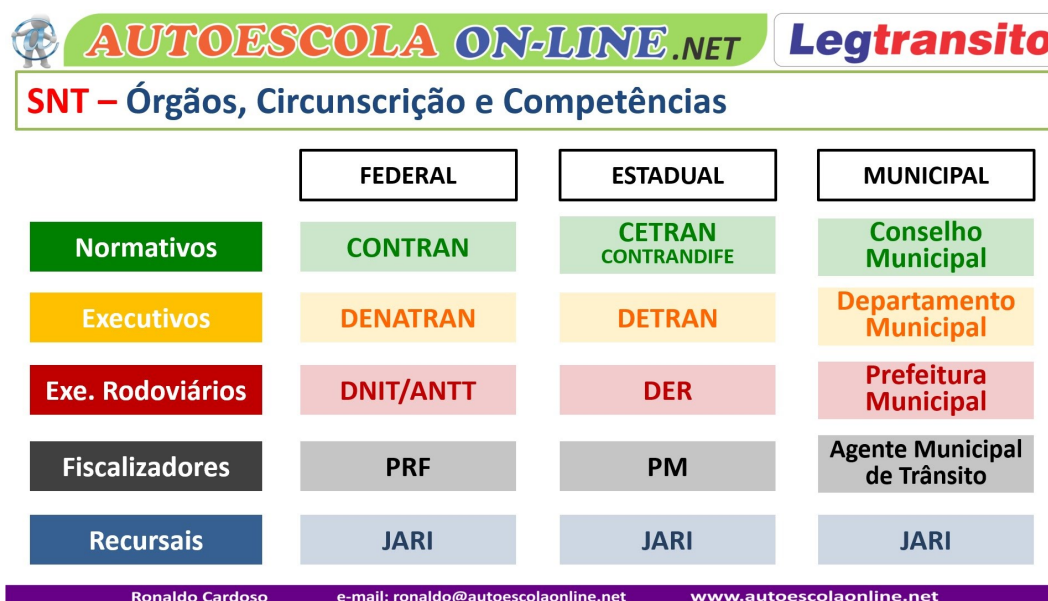 AUTOESCOLA ON-LINE.NET
Legtransito
SNT – Órgãos, Circunscrição e Competências
FEDERAL ESTADUAL MUNICIPAL
Normativos CONTRAN CETRAN CONTRANDIFE Conselho Municipal
Executivos DENATRAN DETRAN Departamento Municipal
Exe. Rodoviários DNIT/ANTT DER Prefeitura Municipal
Fiscalizadores PRF PM Agente Municipal de Trânsito
Recursais JARI JARI JARI
Ronaldo Cardoso e-mail: ronaldo@autoescolaonline.net www.autoescolaonline.net